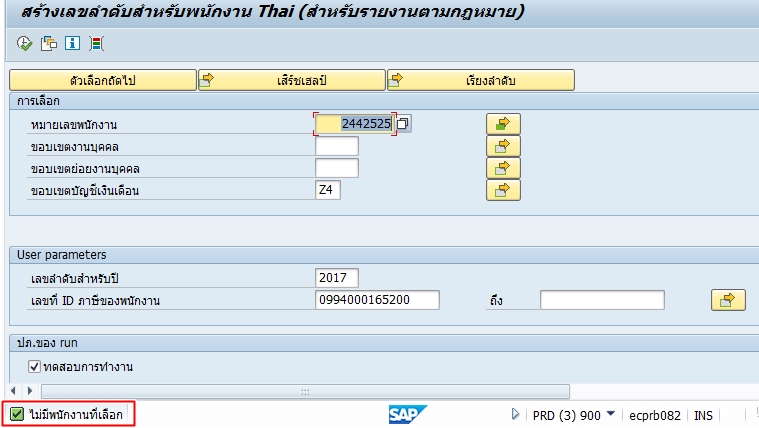 สร้างเลขลำดับสำหรับพนักงาน Thai (สำหรับรายงานตามกฎหมาย)
ตัวเลือกถัดไป เสิร์ชเฮลป์ เรียงลำดับ
การเลือก
หมายเลขพนักงาน 2442525
ขอบเขตงานบุคคล
ขอบเขตย่อยงานบุคคล
ขอบเขตบัญชีเงินเดือน Z4
User parameters
เลขลำดับสำหรับปี 2017
เลขที่ ID ภาษีของพนักงาน 0994000165200 ถึง
ปภ.ของ run
ทดสอบการทำงาน
ไม่มีพนักงานที่เลือก SAP PRD (3) 900 ecprb082 INS